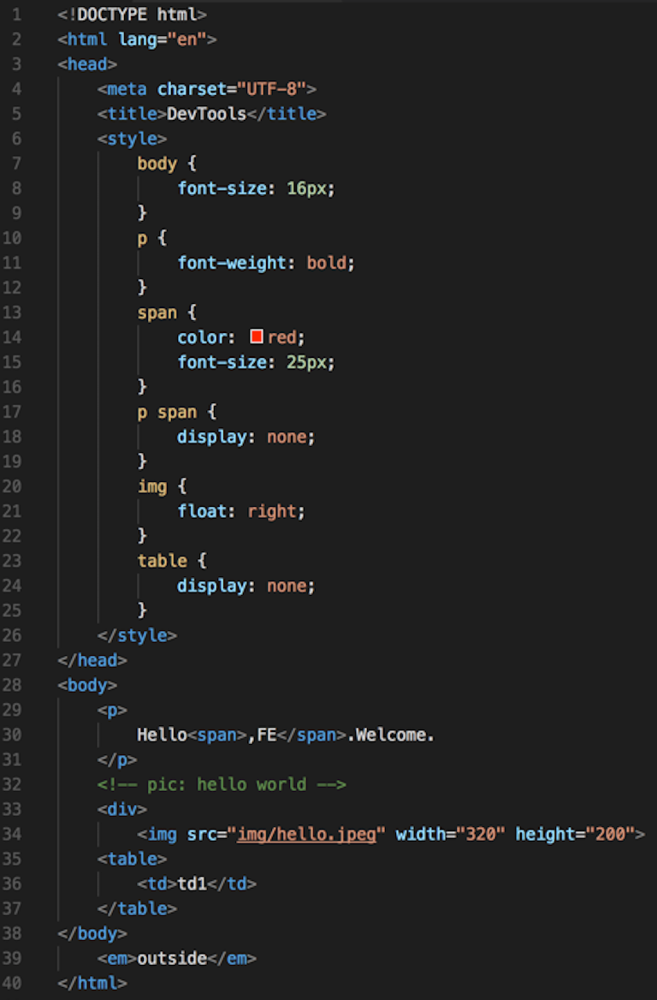 1 <!DOCTYPE html>
2 <html lang="en">
3 <head>
4     <meta charset="UTF-8">
5     <title>DevTools</title>
6     <style>
7         body {
8             font-size: 16px;
9         }
10         p {
11             font-weight: bold;
12         }
13         span {
14             color: red;
15             font-size: 25px;
16         }
17         p span {
18             display: none;
19         }
20         img {
21             float: right;
22         }
23         table {
24             display: none;
25         }
26     </style>
27 </head>
28 <body>
29     <p>
30         Hello<span>,FE</span>.Welcome.
31     </p>
32     <!-- pic: hello world -->
33     <div>
34         <img src="img/hello.jpeg" width="320" height="200">
35     <table>
36         <td>td1</td>
37     </table>
38 </body>
39     <em>outside</em>
40 </html>